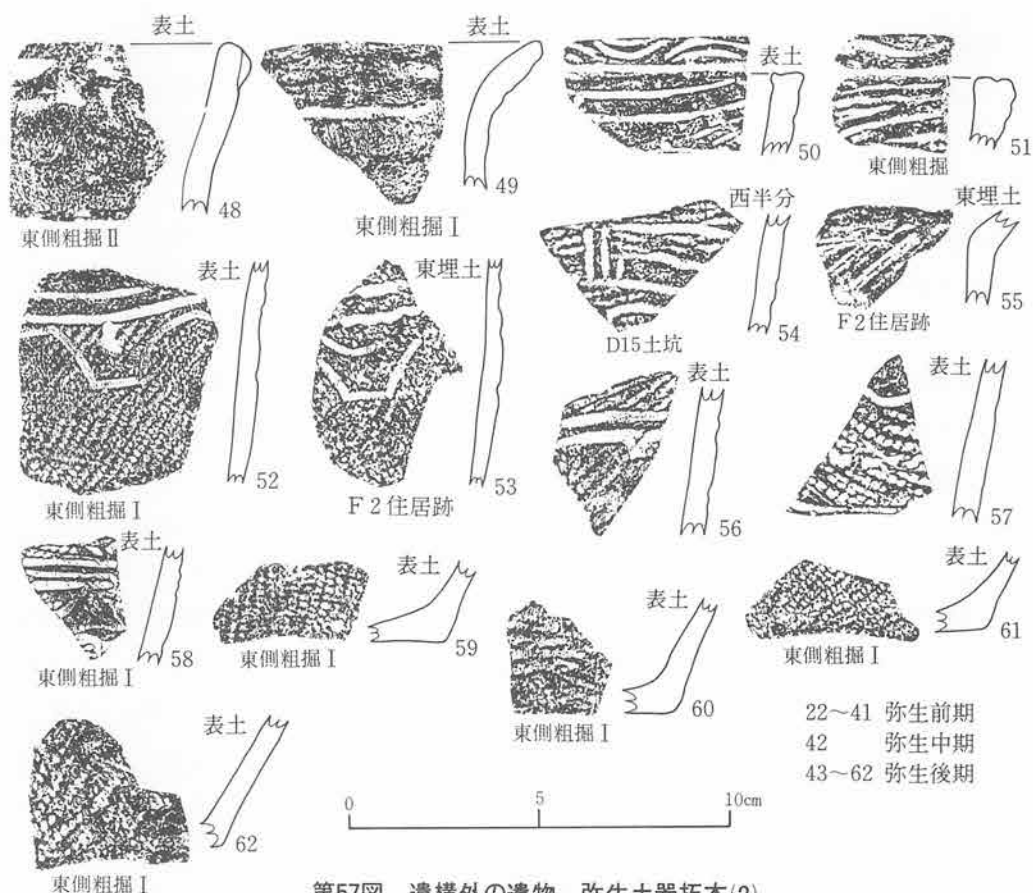 表土
48
東側粗掘Ⅱ
表土
49
東側粗掘Ⅰ
表土
50
51
東側粗掘
表土
52
東側粗掘Ⅰ
東埋土
53
F2住居跡
西半分
54
D15土坑
東埋土
55
F2住居跡
表土
56
表土
57
表土
58
東側粗掘Ⅰ
表土
59
東側粗掘Ⅰ
表土
60
東側粗掘Ⅰ
表土
61
東側粗掘Ⅰ
表土
62
東側粗掘Ⅰ
22~41 弥生前期
42 弥生中期
43~62 弥生後期
0 5 10cm
第57図 遺構外の遺物 弥生土器拓本(2)